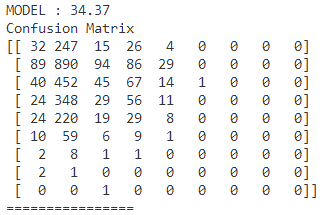 MODEL : 34.37
Confusion Matrix
[[ 32 247 15 26 4 0 0 0 0]
[ 89 890 94 86 29 0 0 0 0]
[ 40 452 45 67 14 1 0 0 0]
[ 24 348 29 56 11 0 0 0 0]
[ 24 220 19 29 8 0 0 0 0]
[ 10 59 6 9 1 0 0 0 0]
[ 2 8 1 1 0 0 0 0 0]
[ 2 1 0 0 0 0 0 0 0]
[ 0 0 1 0 0 0 0 0 0]]
================